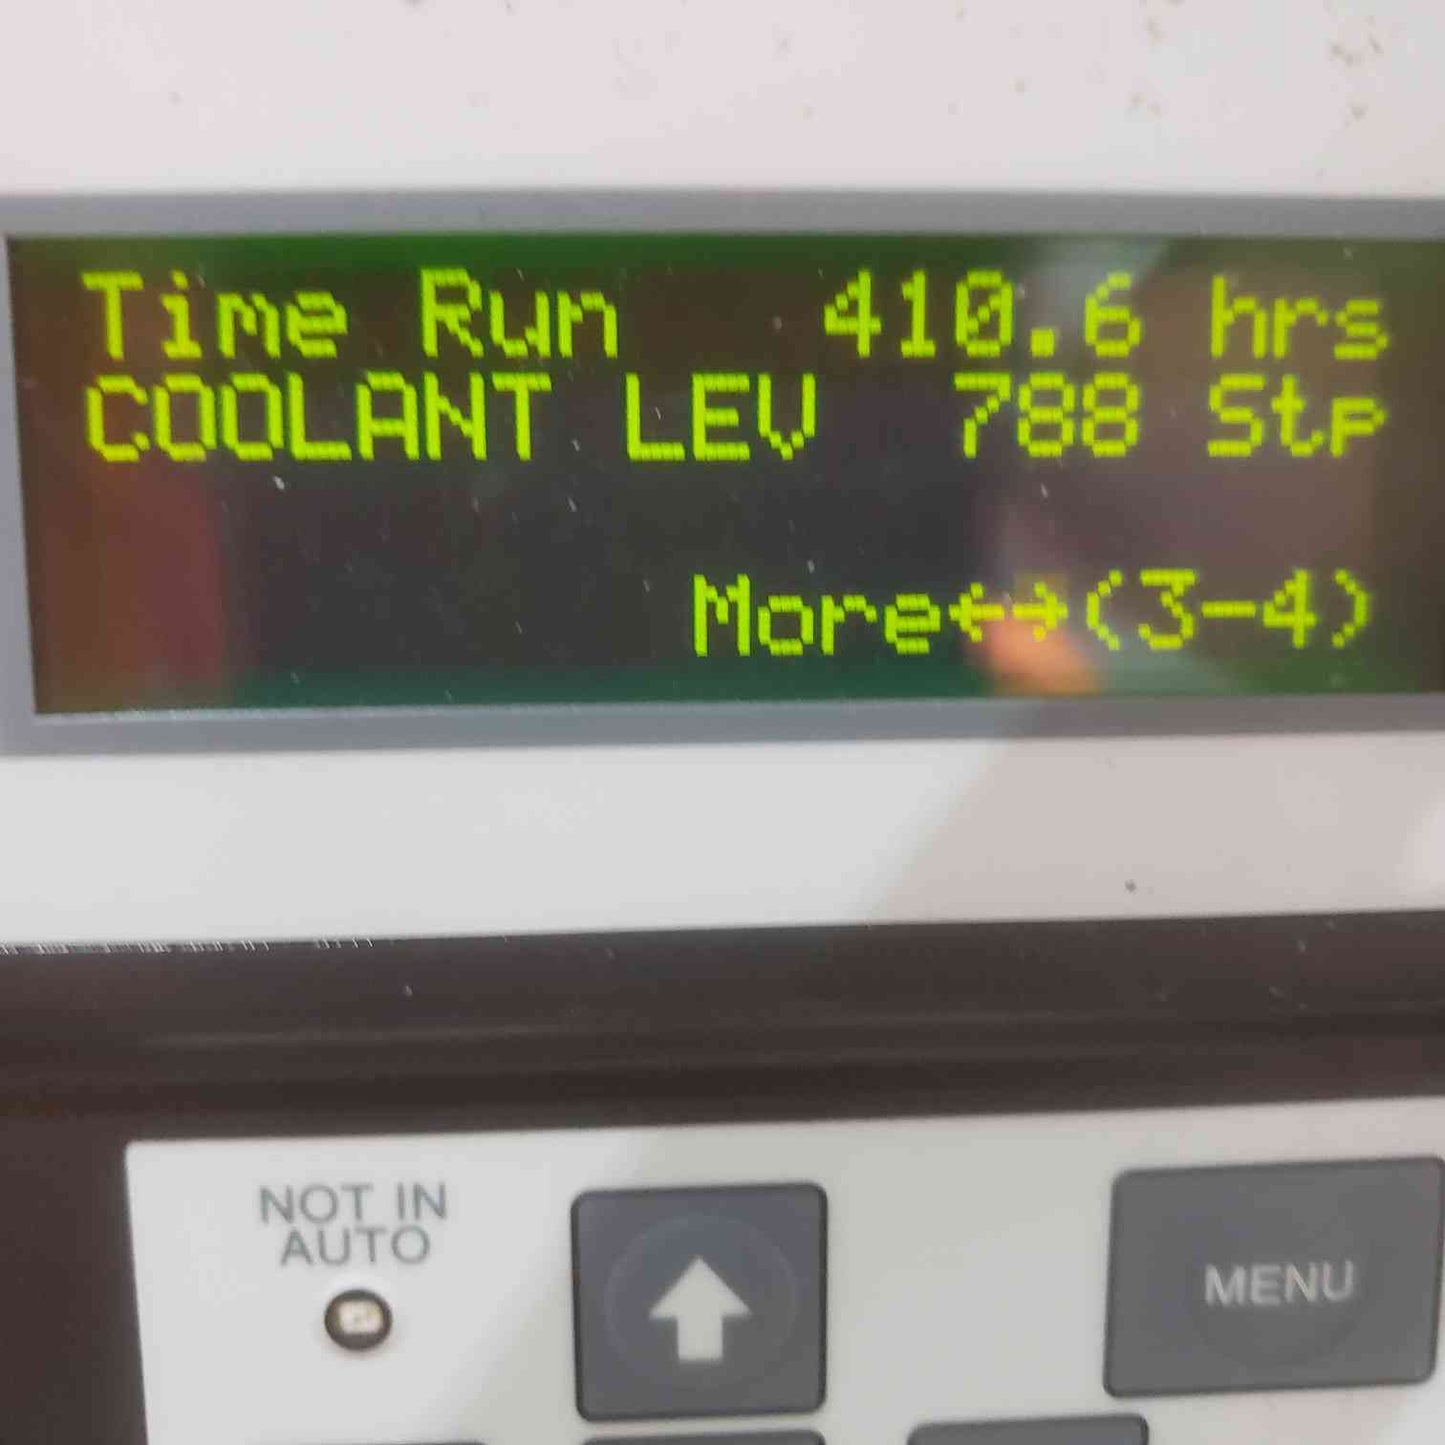 Time Run 410.6 hrs
COOLANT LEV 788 Stp
More←→(3-4)
NOT IN
AUTO
MENU